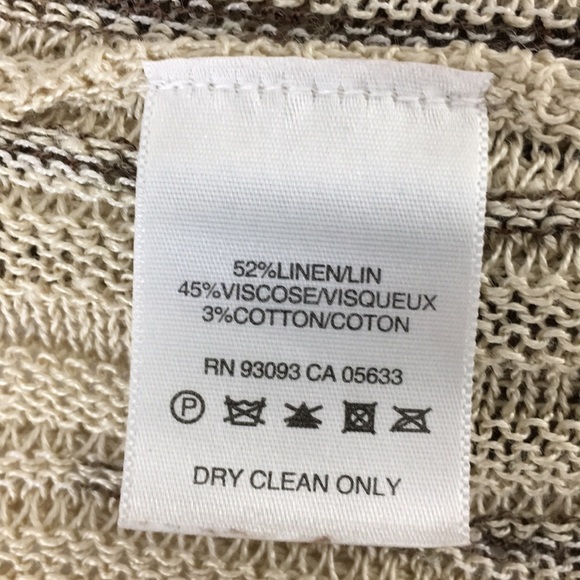 52%LINEN/LIN
45%VISCOSE/VISQUEUX
3%COTTON/COTON
RN 93093 CA 05633
P
DRY CLEAN ONLY